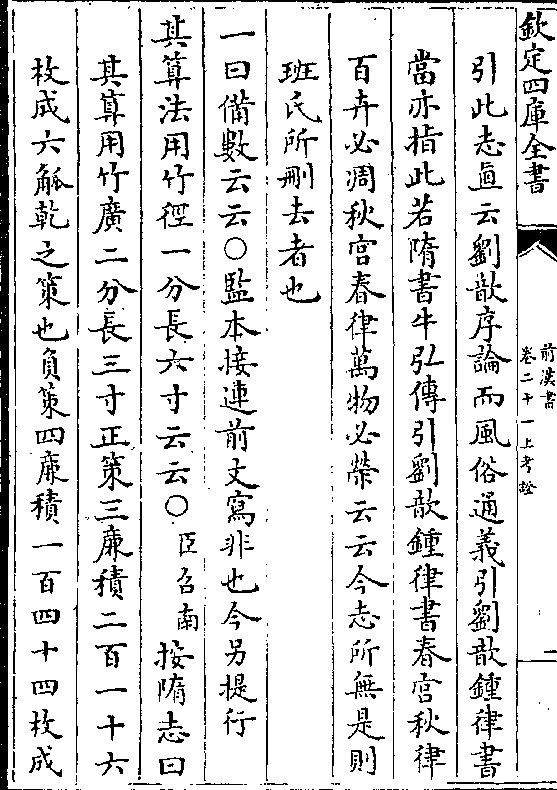 欽定四庫全書
前漢書
卷二十一上考證
一
引此志直云劉歆序論而風俗通義引劉歆鍾律書
當亦指此若隋書牛弘傳引劉歆鍾律書春宮秋律
百卉必凋秋宮春律萬物必榮云云今志所無是則
班氏所刪去者也
一曰備數云云○監本接連前文寫非也今另提行
其算法用竹徑一分長六寸云云○臣召南按隋志曰
其算用竹廣二分長三寸正策三廉積二百一十六
枚成六觚乾之策也負策四廉積一百四十四枚成